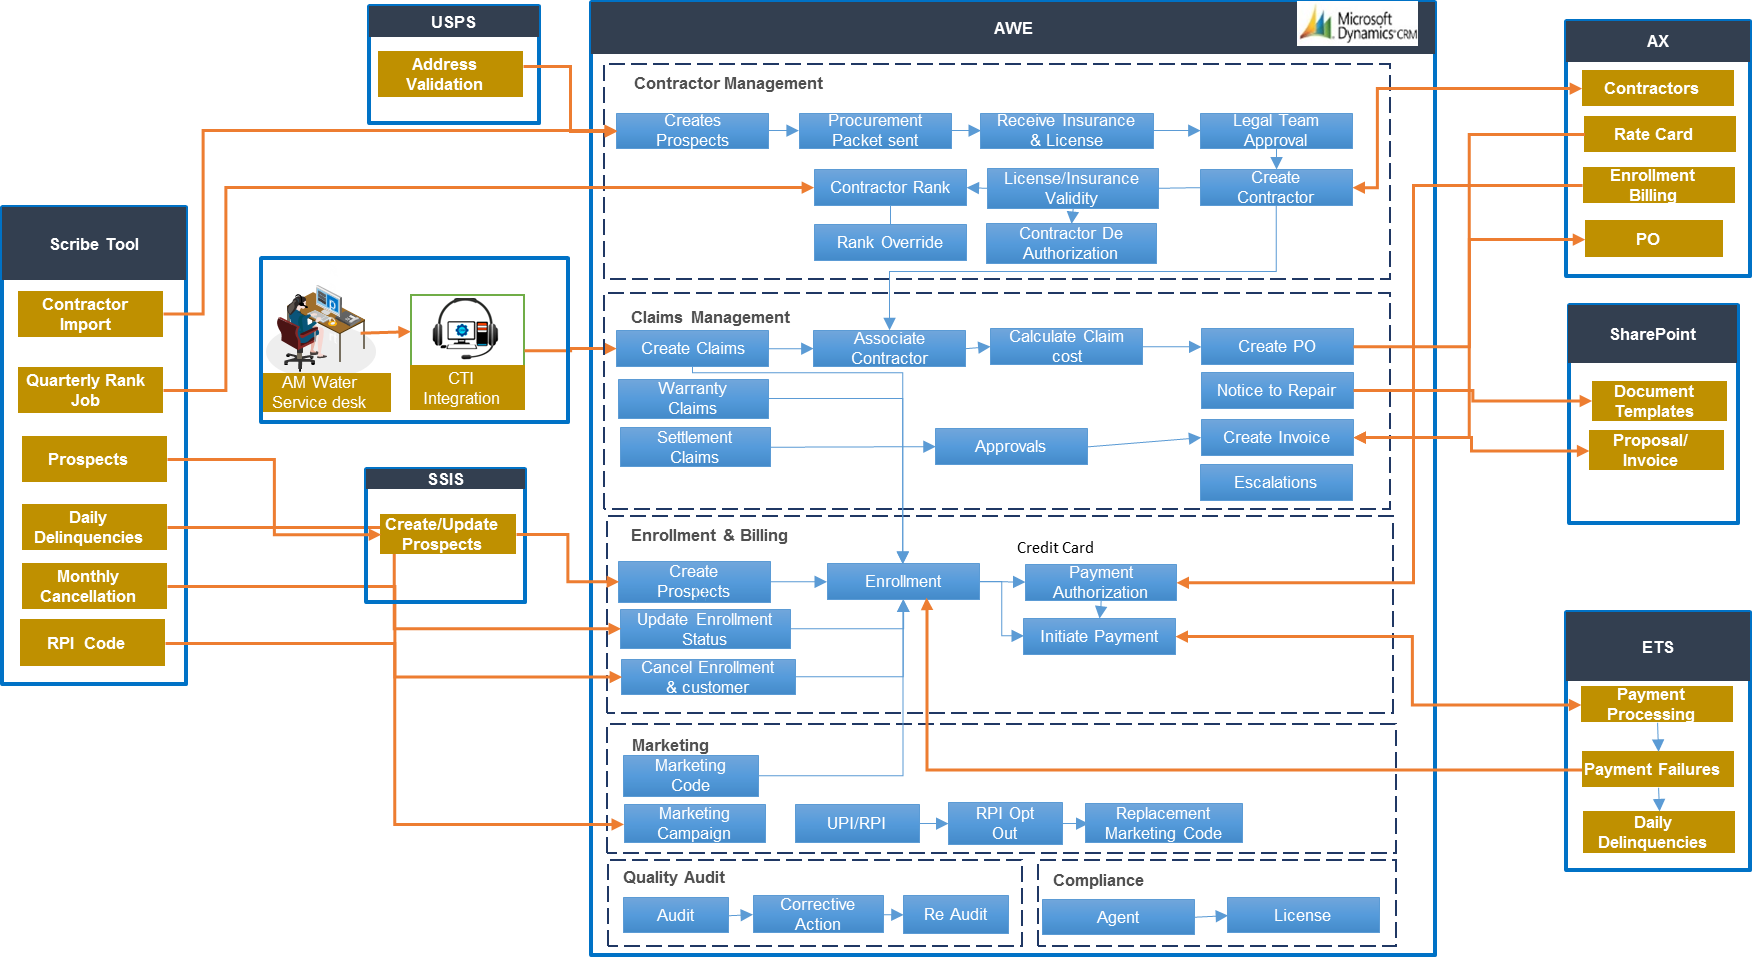 USPS
Address
Validation
AWE
Microsoft
Dynamics CRM
AX
Contractors
Rate Card
Enrollment
Billing
PO
Contractor Management
Creates
Prospects
Procurement
Packet sent
Receive Insurance
& License
Legal Team
Approval
Contractor Rank
License/Insurance
Validity
Create
Contractor
Rank Override
Contractor De
Authorization
Scribe Tool
Contractor
Import
Quarterly Rank
Job
Prospects
Daily
Delinquencies
Monthly
Cancellation
RPI Code
AM Water
Service desk
CTI
Integration
SSIS
Create/Update
Prospects
Claims Management
Create Claims
Associate
Contractor
Calculate Claim
cost
Create PO
Warranty
Claims
Notice to Repair
Settlement
Claims
Approvals
Create Invoice
Escalations
SharePoint
Document
Templates
Proposal/
Invoice
Enrollment & Billing
Credit Card
Create
Prospects
Enrollment
Payment
Authorization
Update Enrollment
Status
Initiate Payment
Cancel Enrollment
& customer
ETS
Payment
Processing
Payment Failures
Daily
Delinquencies
Marketing
Marketing
Code
Marketing
Campaign
UPI/RPI
RPI Opt
Out
Replacement
Marketing Code
Quality Audit
Audit
Corrective
Action
Re Audit
Compliance
Agent
License